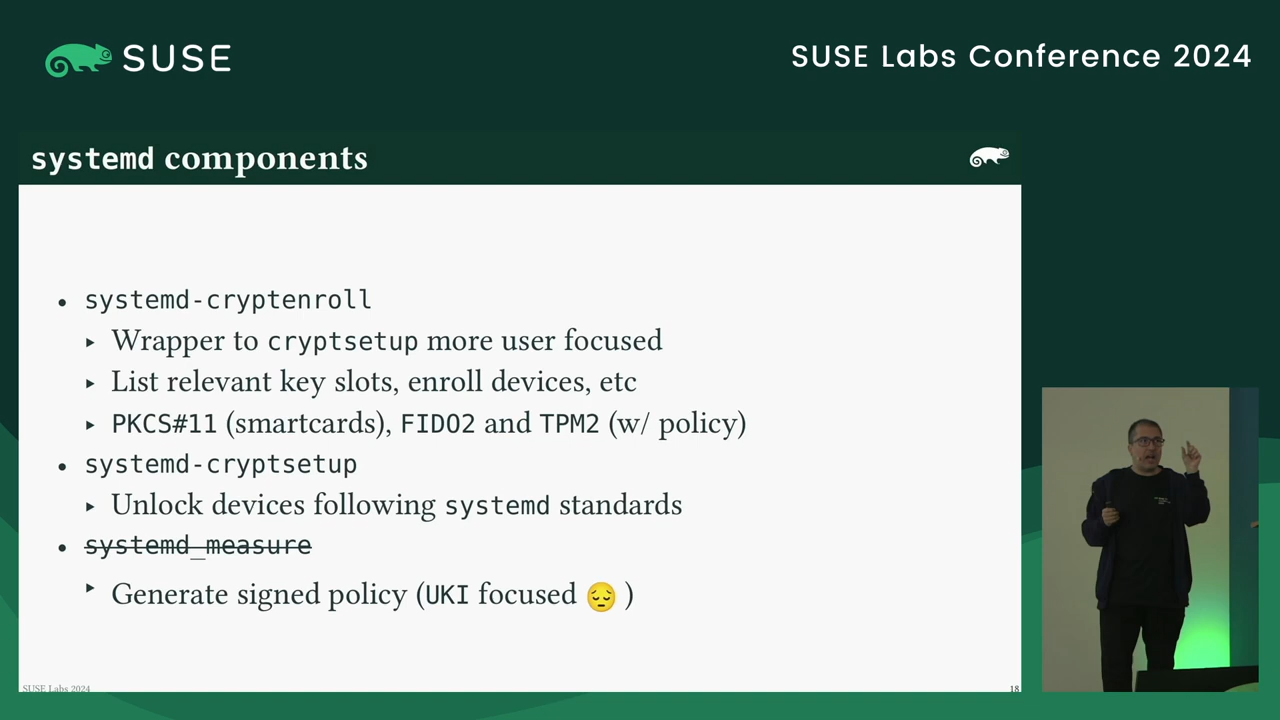 SUSE
SUSE Labs Conference 2024
systemd components
• systemd-cryptenroll
‣ Wrapper to cryptsetup more user focused
‣ List relevant key slots, enroll devices, etc
‣ PKCS#11 (smartcards), FIDO2 and TPM2 (w/ policy)
• systemd-cryptsetup
‣ Unlock devices following systemd standards
• systemd_measure
‣ Generate signed policy (UKI focused 😔 )
SUSE Labs 2024
18